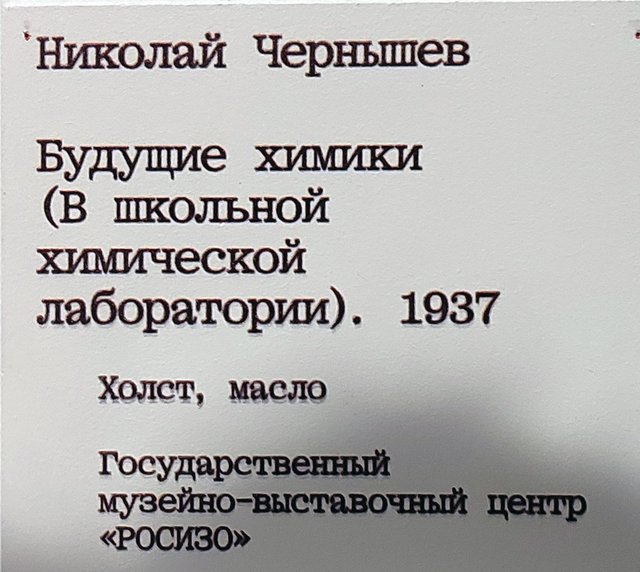 Николай Чернышев
Будущие химики
(В школьной
химической
лаборатории). 1937
Холст, масло
Государственный
музейно-выставочный центр
«РОСИЗО»